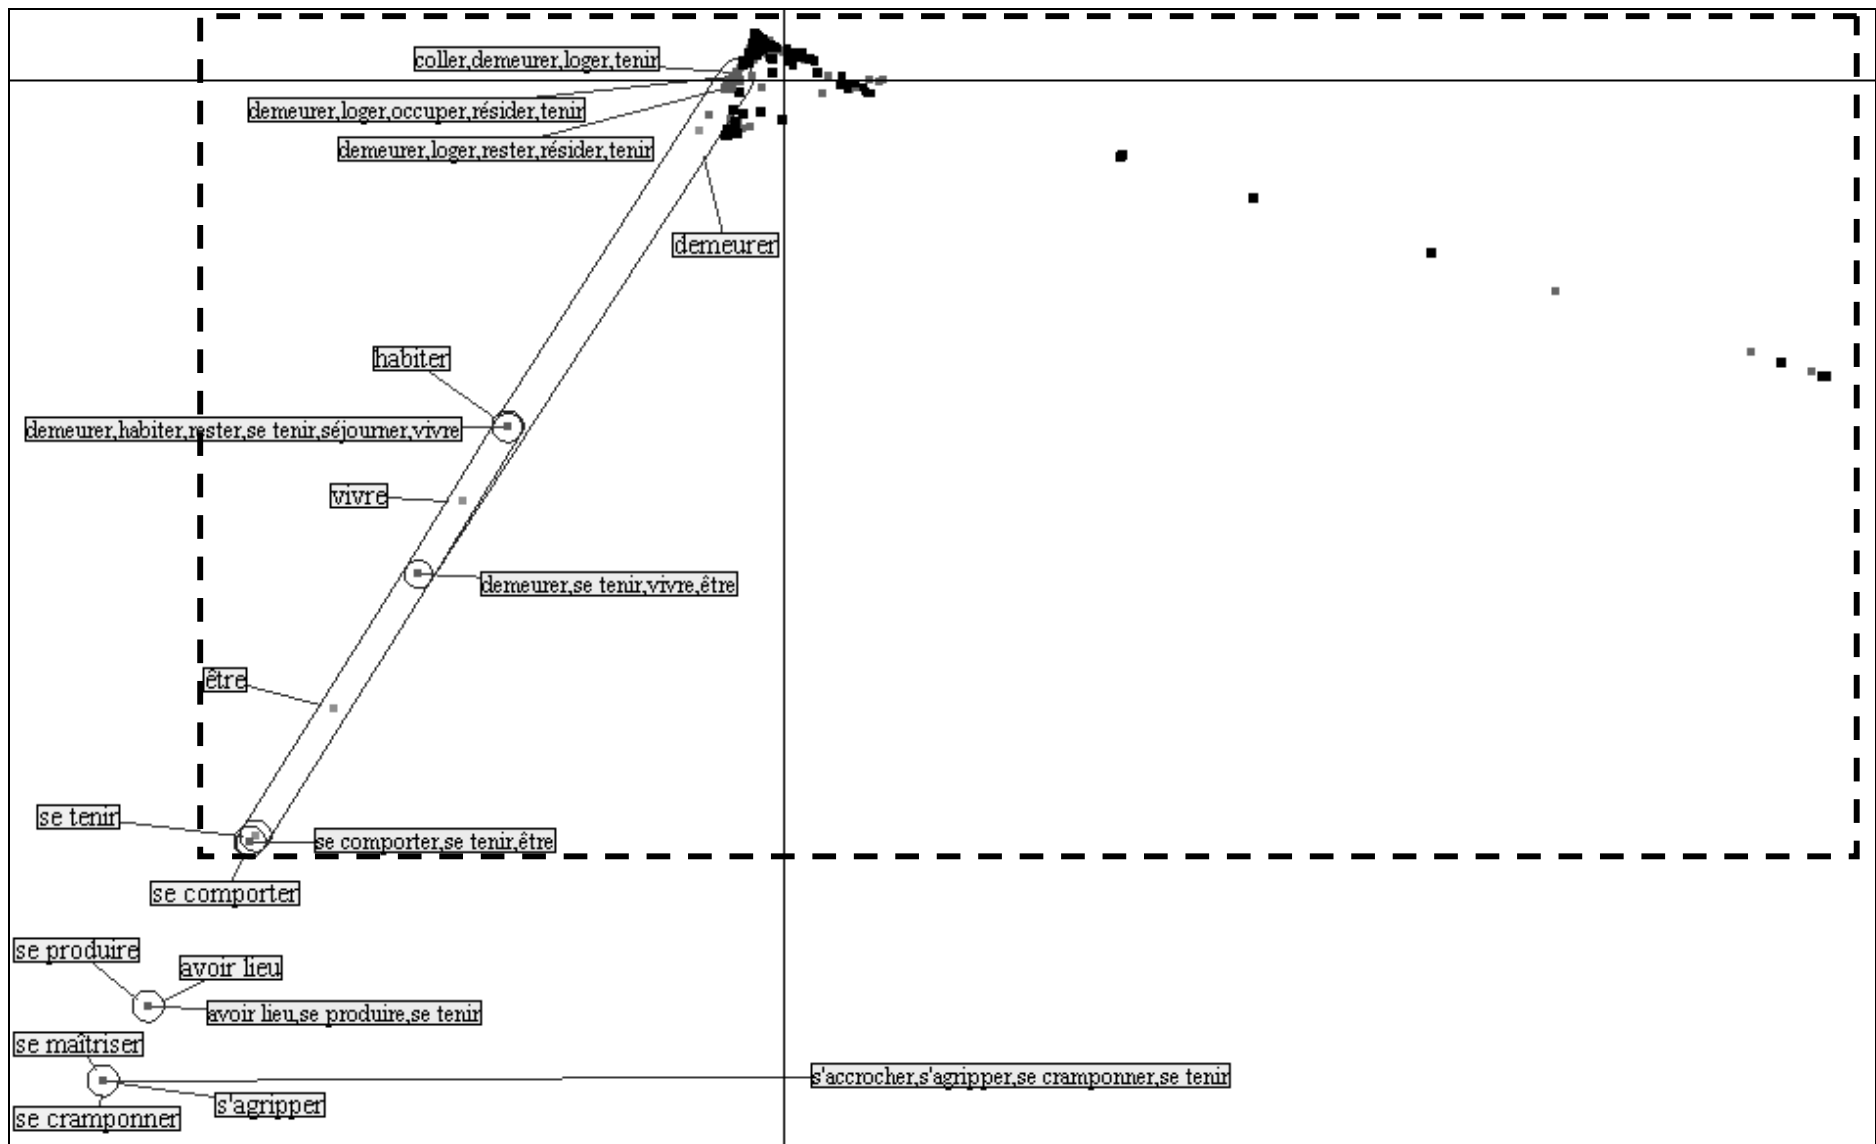 coller,demeurer,loger,tenir
demeurer,loger,occuper,résider,tenir
demeurer,loger,rester,résider,tenir
demeurer
habiter
demeurer,habiter,rester,se tenir,séjourner,vivre
vivre
demeurer,se tenir,vivre,être
être
se tenir
se comporter,se tenir,être
se comporter
se produire
avoir lieu
avoir lieu,se produire,se tenir
se maîtriser
s'accrocher,s'agripper,se cramponner,se tenir
s'agripper
se cramponner